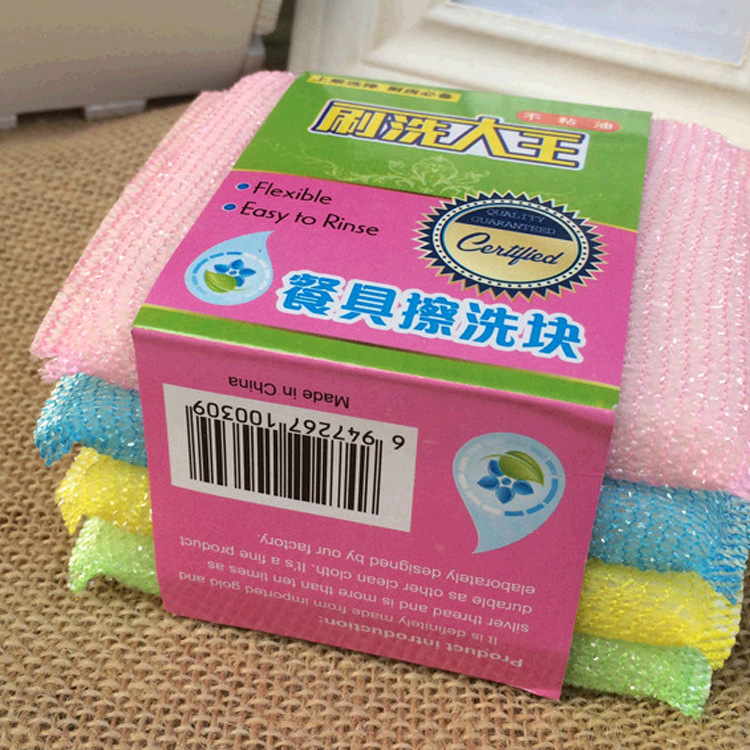 上乘选择 厨房必备
不粘油
刷洗大王
• Flexible
• Easy to Rinse
QUALITY
GUARANTEED
Certified
餐具擦洗块
Made in China
6 947267 100309
Product introduction:
It is definitely made from imported gold and
silver thread and is more than ten times as
durable as other clean cloth. It's a fine product
elaborately designed by our factory.